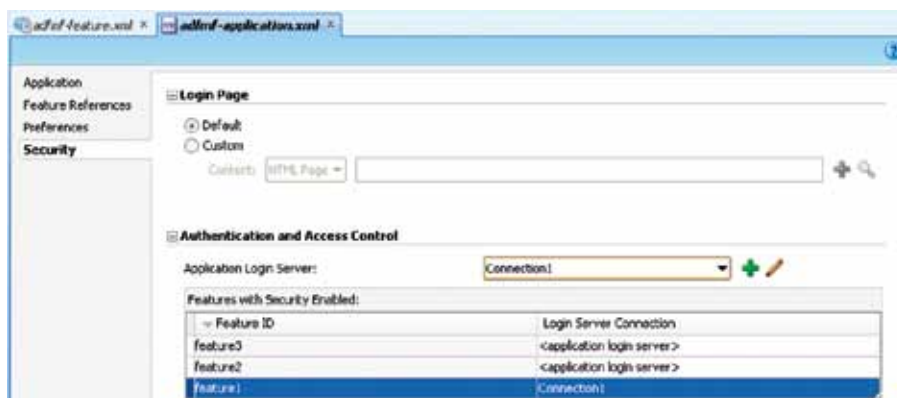 adfmf-feature.xml
adfmf-application.xml
Application
Feature References
Preferences
Security
Login Page
Default
Custom
Content: HTML Page
Authentication and Access Control
Application Login Server: Connection1
Features with Security Enabled:
Feature ID Login Server Connection
feature3 <application login server>
feature2 <application login server>
feature1 Connection1